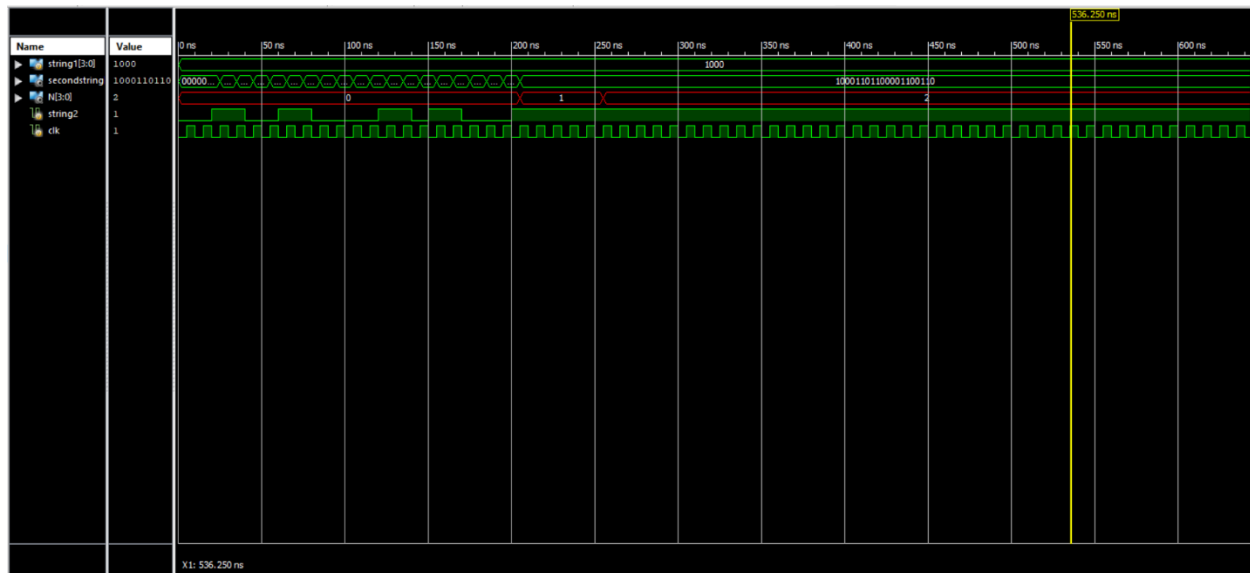 536.250 ns
Name Value
0 ns 50 ns 100 ns 150 ns 200 ns 250 ns 300 ns 350 ns 400 ns 450 ns 500 ns 550 ns 600 ns
string1[3:0] 1000 1000
secondstring 1000110110 00000... ... ... ... ... ... ... ... ... ... ... ... ... ... ... ... ... ... ... 10001101100001100110
N[3:0] 2 0 1 2
string2 1
clk 1
X1: 536.250 ns